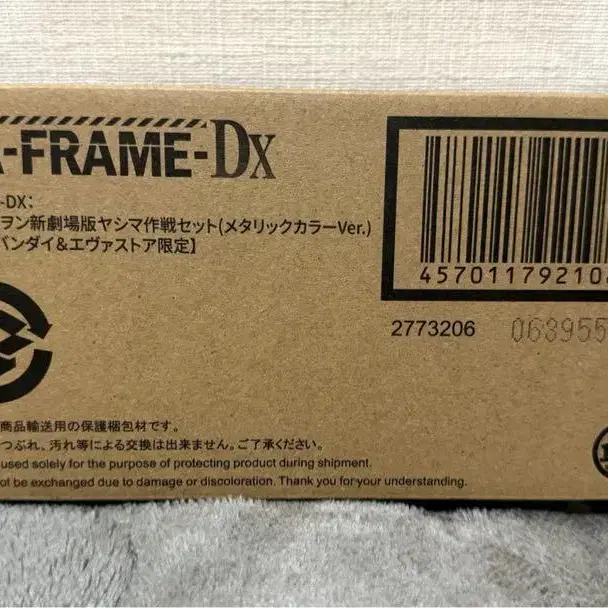 -FRAME-Dx
-DX:
ヲン新劇場版ヤシマ作戦セット(メタリックカラーVer.)
バンダイ&エヴァストア限定】
4570117921
2773206
063955
商品輸送用の保護梱包材です。
つぶれ、汚れ等による交換は出来ません。ご了承ください。
used solely for the purpose of protecting product during shipment.
ot be exchanged due to damage or discoloration. Thank you for your understanding.